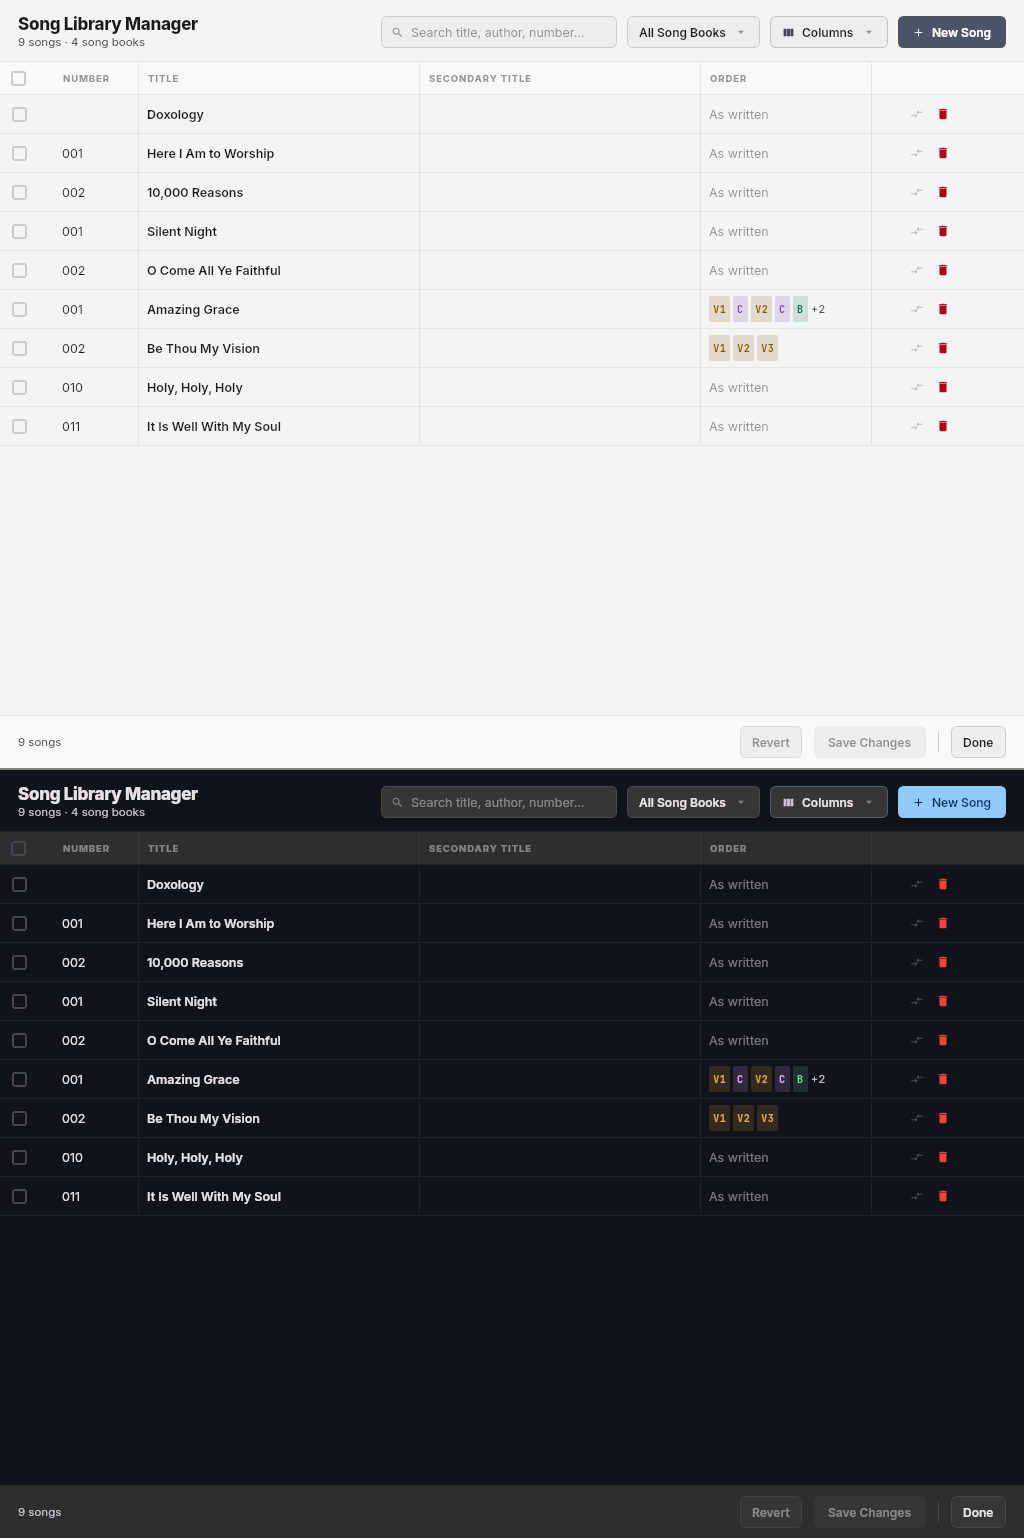 Song Library Manager
9 songs · 4 song books
Search title, author, number...
All Song Books
Columns
+ New Song
NUMBER TITLE SECONDARY TITLE ORDER
Doxology As written
001 Here I Am to Worship As written
002 10,000 Reasons As written
001 Silent Night As written
002 O Come All Ye Faithful As written
001 Amazing Grace V1 C V2 C B +2
002 Be Thou My Vision V1 V2 V3
010 Holy, Holy, Holy As written
011 It Is Well With My Soul As written
9 songs
Revert
Save Changes
Done
Song Library Manager
9 songs · 4 song books
Search title, author, number...
All Song Books
Columns
+ New Song
NUMBER TITLE SECONDARY TITLE ORDER
Doxology As written
001 Here I Am to Worship As written
002 10,000 Reasons As written
001 Silent Night As written
002 O Come All Ye Faithful As written
001 Amazing Grace V1 C V2 C B +2
002 Be Thou My Vision V1 V2 V3
010 Holy, Holy, Holy As written
011 It Is Well With My Soul As written
9 songs
Revert
Save Changes
Done